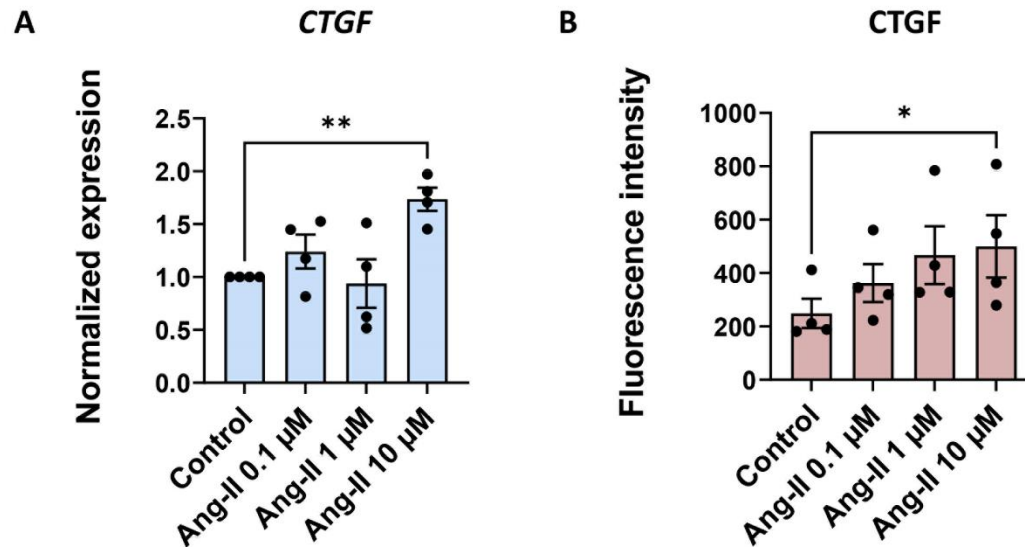 A
CTGF
Normalized expression
2.5
2.0
1.5
1.0
0.5
0.0
**
Control
Ang-II 0.1 µM
Ang-II 1 µM
Ang-II 10 µM
B
CTGF
Fluorescence intensity
1000
800
600
400
200
0
*
Control
Ang-II 0.1 µM
Ang-II 1 µM
Ang-II 10 µM